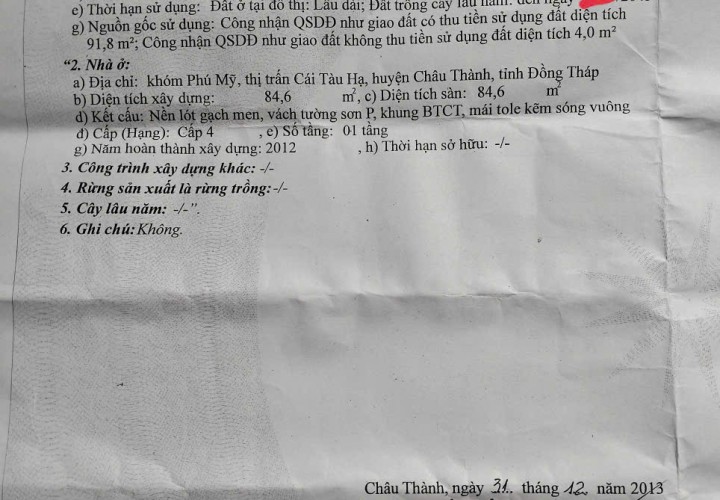 e) Thời hạn sử dụng: Đất ở tại đô thị: Lâu dài; Đất trồng cây lâu năm: đến ngày
g) Nguồn gốc sử dụng: Công nhận QSDĐ như giao đất có thu tiền sử dụng đất diện tích
91,8 m²; Công nhận QSDĐ như giao đất không thu tiền sử dụng đất diện tích 4,0 m²
“2. Nhà ở:
a) Địa chỉ: khóm Phú Mỹ, thị trấn Cái Tàu Hạ, huyện Châu Thành, tỉnh Đồng Tháp
b) Diện tích xây dựng: 84,6 m², c) Diện tích sàn: 84,6 m²
d) Kết cấu: Nền lót gạch men, vách tường sơn P, khung BTCT, mái tole kẽm sóng vuông
đ) Cấp (Hạng): Cấp 4 , e) Số tầng: 01 tầng
g) Năm hoàn thành xây dựng: 2012 , h) Thời hạn sở hữu: -/-
3. Công trình xây dựng khác: -/-
4. Rừng sản xuất là rừng trồng: -/-
5. Cây lâu năm: -/-”.
6. Ghi chú: Không.
Châu Thành, ngày 31.. tháng 12. năm 2013